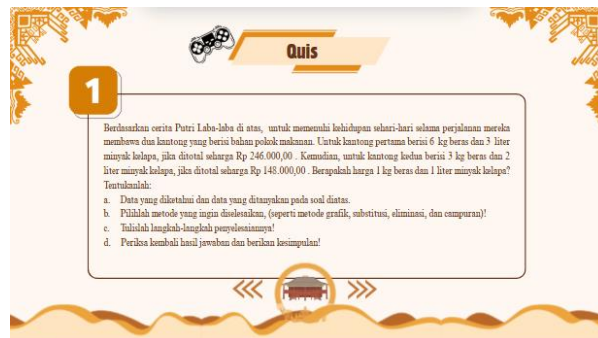 Quis
1
Berdasarkan cerita Putri Laba-laba di atas, untuk memenuhi kehidupan sehari-hari selama perjalanan mereka
membawa dua kantong yang berisi bahan pokok makanan. Untuk kantong pertama berisi 6 kg beras dan 3 liter
minyak kelapa, jika ditotal seharga Rp 246.000,00 . Kemudian, untuk kantong kedua berisi 3 kg beras dan 2
liter minyak kelapa, jika ditotal seharga Rp 148.000,00 . Berapakah harga 1 kg beras dan 1 liter minyak kelapa?
Tentukanlah:
a. Data yang diketahui dan data yang ditanyakan pada soal diatas.
b. Pilihlah metode yang ingin diselesaikan, (seperti metode grafik, substitusi, eliminasi, dan campuran)!
c. Tulislah langkah-langkah penyelesaiannya!
d. Periksa kembali hasil jawaban dan berikan kesimpulan!